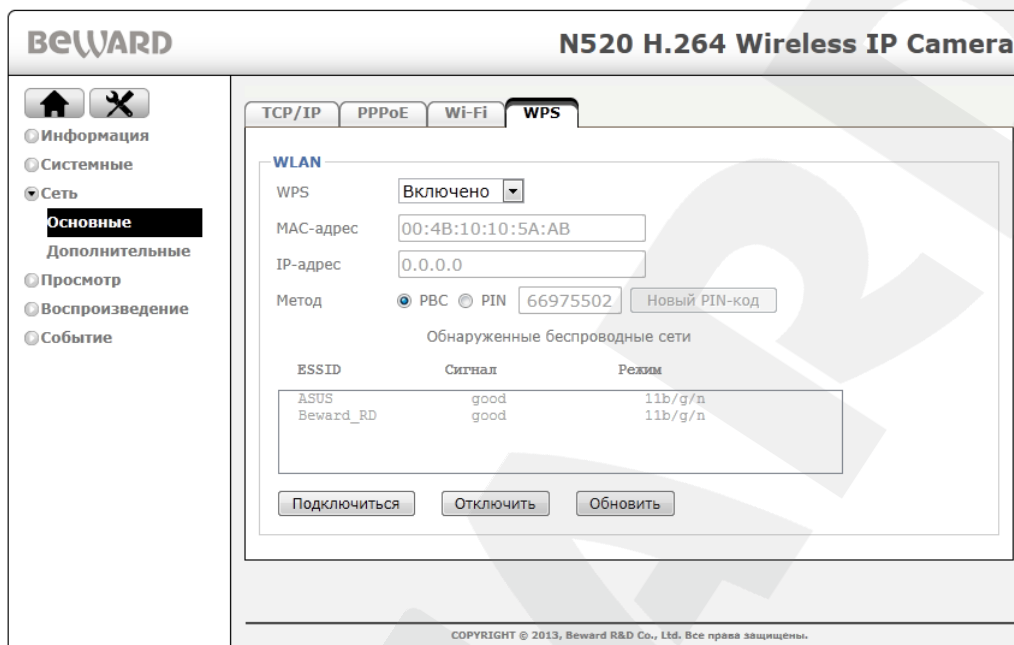 BEWARD
N520 H.264 Wireless IP Camera
Информация
Системные
Сеть
Основные
Дополнительные
Просмотр
Воспроизведение
Событие
TCP/IP PPPoE Wi-Fi WPS
WLAN
WPS Включено
MAC-адрес 00:4B:10:10:5A:AB
IP-адрес 0.0.0.0
Метод PBC PIN 66975502 Новый PIN-код
Обнаруженные беспроводные сети
ESSID Сигнал Режим
ASUS good 11b/g/n
Beward_RD good 11b/g/n
Подключиться Отключить Обновить
COPYRIGHT © 2013, Beward R&D Co., Ltd. Все права защищены.